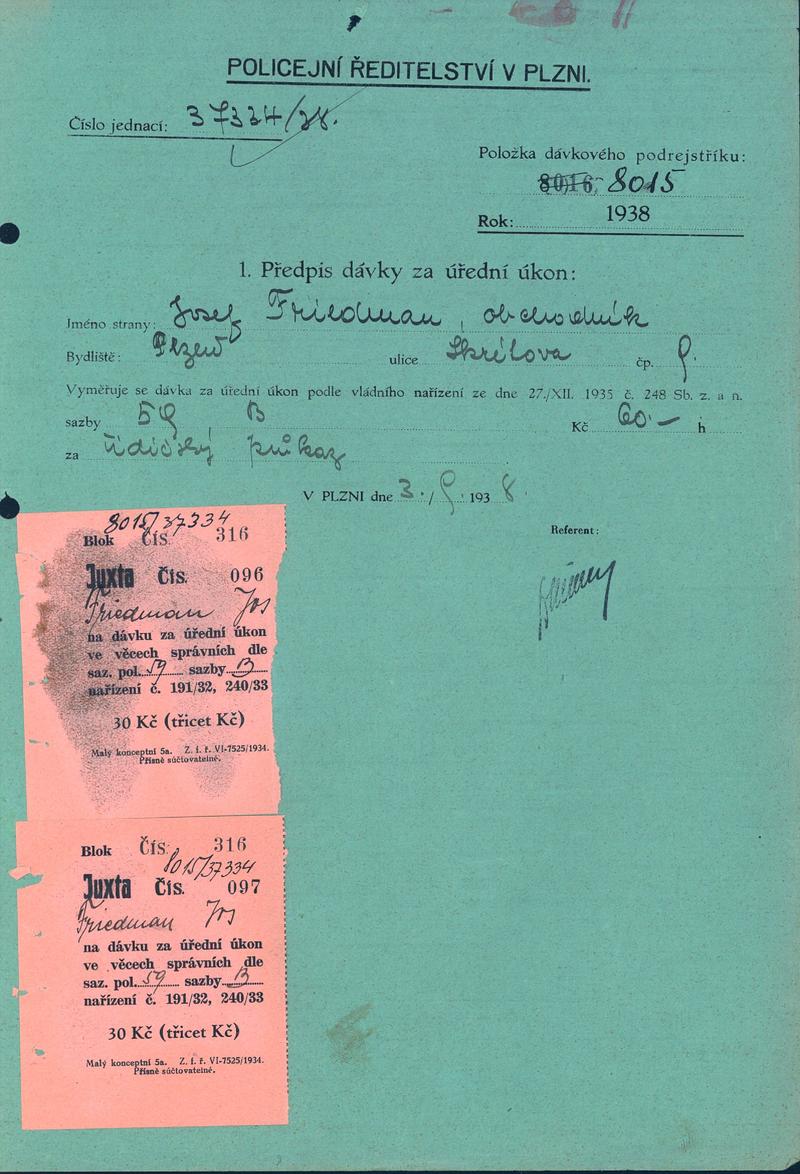 POLICEJNÍ ŘEDITELSTVÍ V PLZNI.
Číslo jednací: 37334/38.
Položka dávkového podrejstříku:
8016, 8015
Rok: 1938
1. Předpis dávky za úřední úkon:
Jméno strany: Josef Friedman, obchodník
Bydliště: Plzeň ulice Skrétova čp. 9.
Vyměřuje se dávka za úřední úkon podle vládního nařízení ze dne 27./XII. 1935 č. 248 Sb. z. a n.
sazby 59, B Kč 60.— h
za řidičský průkaz
V PLZNI dne 3./9. 1938.
Referent:
8015/37334
Blok Čís. 316
Juxta Čís. 096
Friedman Jos
na dávku za úřední úkon
ve věcech správních dle
saz. pol. 59 sazby B
nařízení č. 191/32, 240/33
30 Kč (třicet Kč)
Malý konceptní 5a. Z. f. ř. VI-7525/1934.
Přísně súčtovatelné.
Blok Čís. 316
8015/37334
Juxta Čís. 097
Friedman Jos
na dávku za úřední úkon
ve věcech správních dle
saz. pol. 59 sazby B
nařízení č. 191/32, 240/33
30 Kč (třicet Kč)
Malý konceptní 5a. Z. f. ř. VI-7525/1934.
Přísně súčtovatelné.